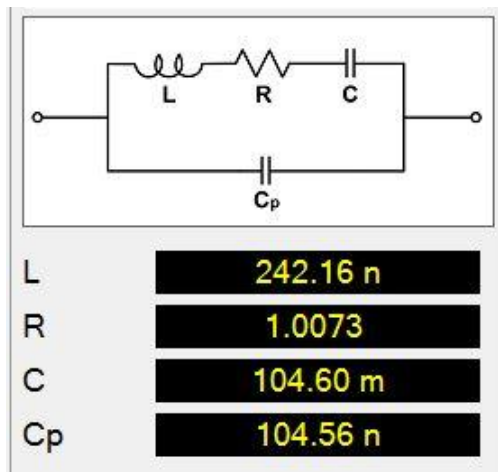 L R C
Cp
L 242.16 n
R 1.0073
C 104.60 m
Cp 104.56 n